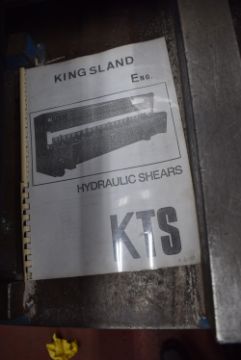 KINGSLAND
ENG.
HYDRAULIC SHEARS
KTS